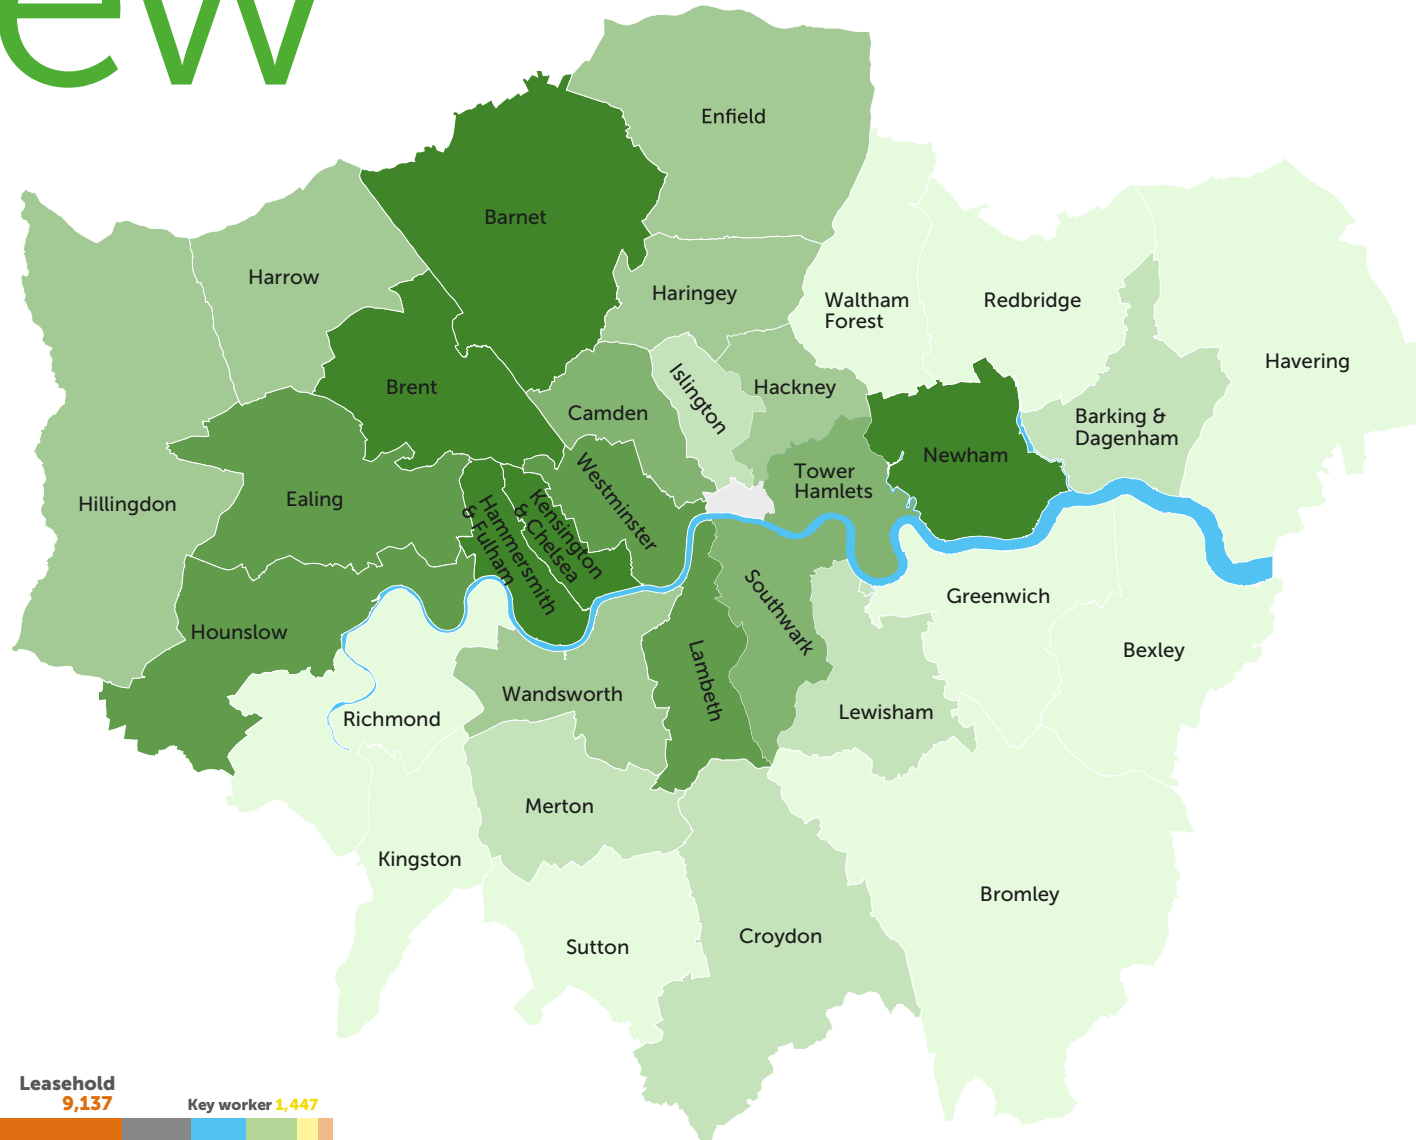 ew
Enfield
Barnet
Harrow
Haringey
Waltham
Forest
Redbridge
Havering
Brent
Camden
Islington
Hackney
Barking &
Dagenham
Newham
Tower
Hamlets
Hillingdon
Ealing
Westminster
Kensington
& Chelsea
Hammersmith
& Fulham
Southwark
Greenwich
Hounslow
Bexley
Wandsworth
Lambeth
Richmond
Lewisham
Merton
Kingston
Bromley
Croydon
Sutton
Leasehold
9,137
Key worker 1,447